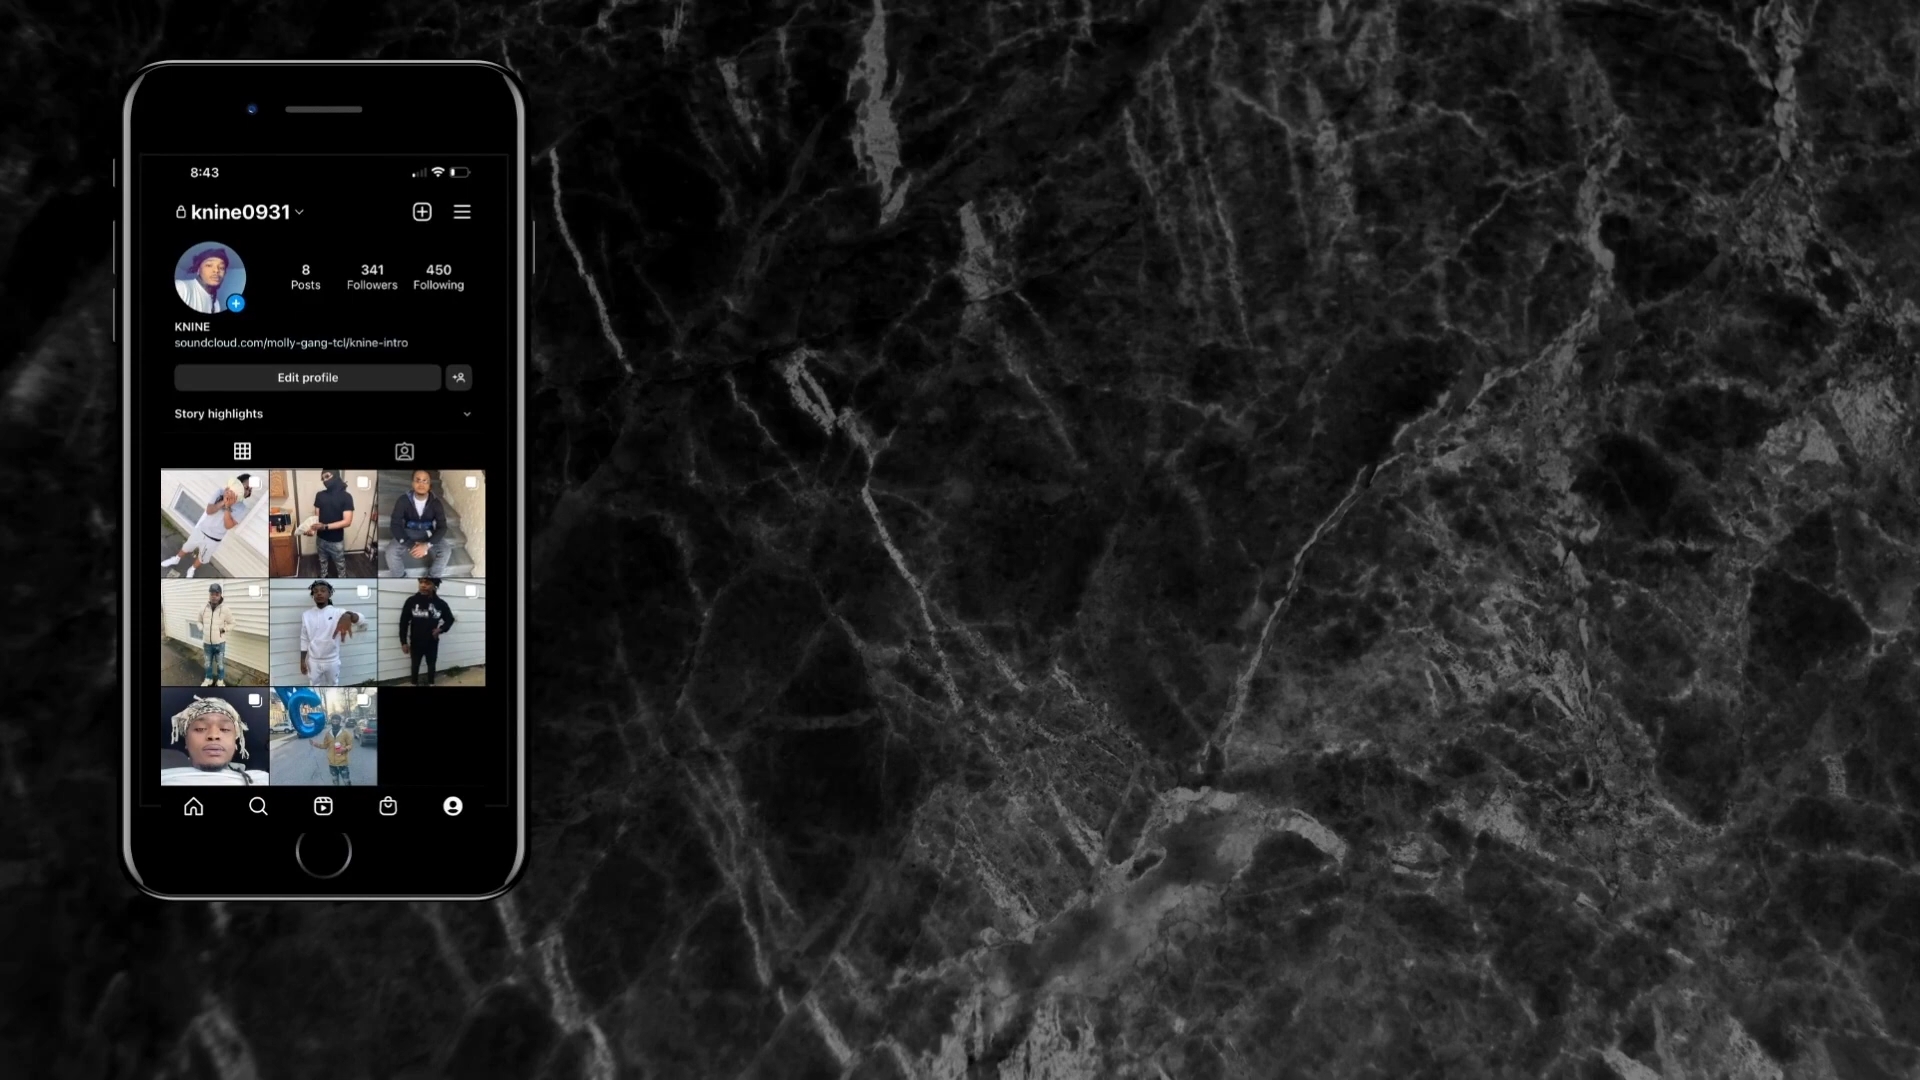 8:43
knine0931
8 341 450
Posts Followers Following
KNINE
soundcloud.com/molly-gang-tcl/knine-intro
Edit profile
Story highlights
G